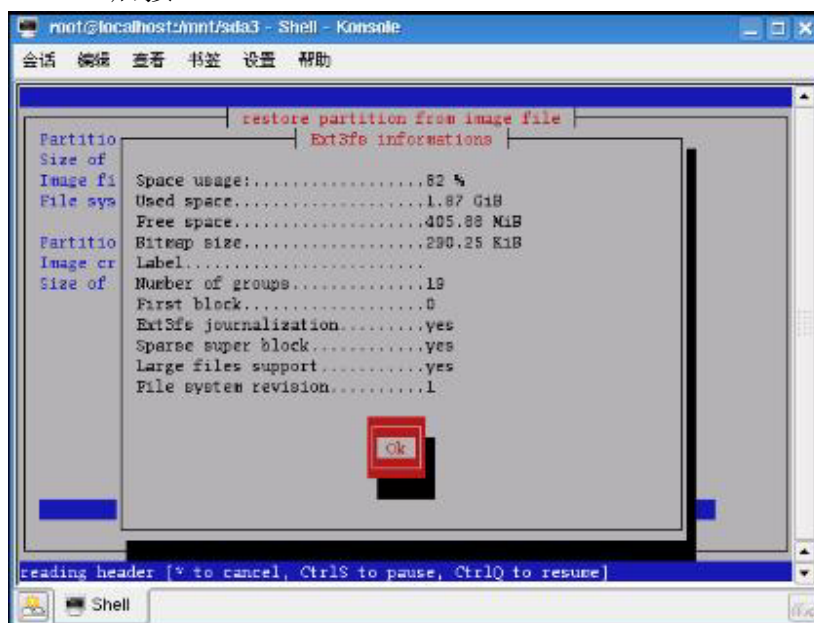 root@localhost:/mnt/sda3 - Shell - Konsole
会话 编辑 查看 书签 设置 帮助
restore partition from image file
Ext3fs informations
Partitio
Size of
Image fi
File sys
Partitio
Image cr
Size of
Space usage:..................82 %
Used space....................1.87 GiB
Free space....................405.88 MiB
Bitmap size...................290.25 KiB
Label.........................
Number of groups..............19
First block...................0
Ext3fs journalization.........yes
Sparse super block............yes
Large files support...........yes
File system revision..........1
Ok
reading header [^ to cancel, CtrlS to pause, CtrlQ to resume]
Shell